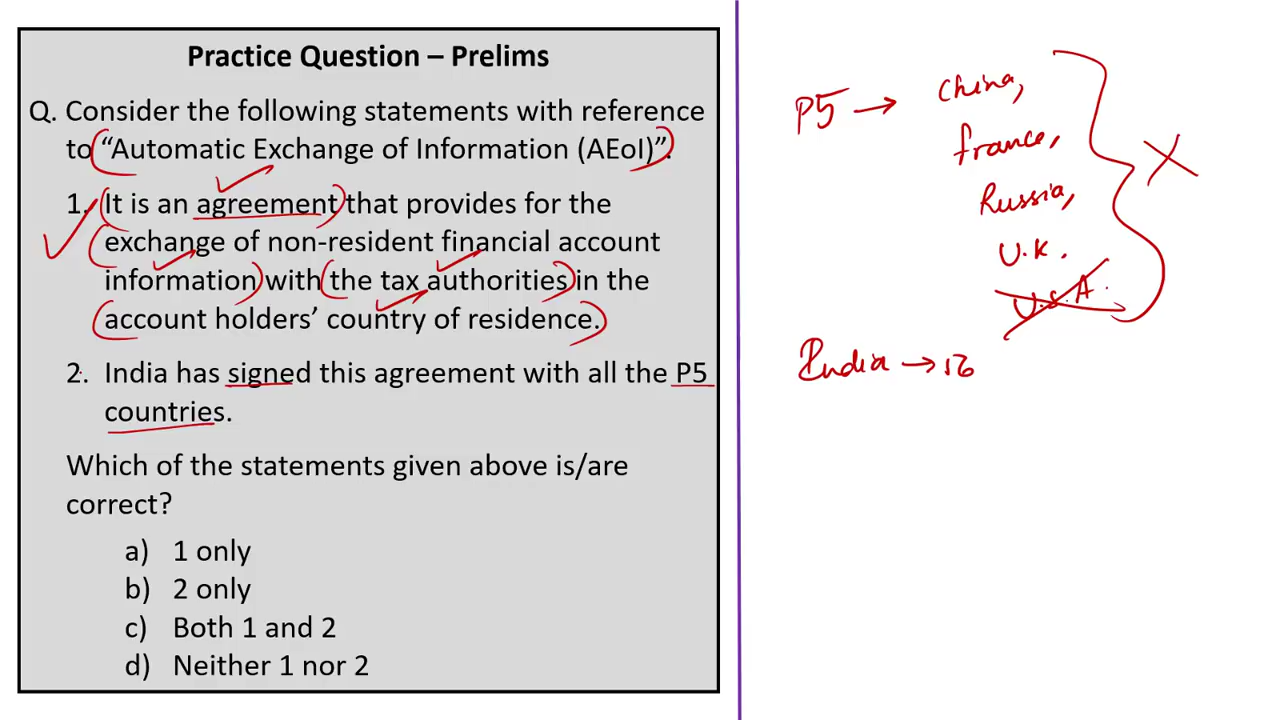 Practice Question – Prelims
Q. Consider the following statements with reference
to “Automatic Exchange of Information (AEoI)”.
1. It is an agreement that provides for the
exchange of non-resident financial account
information with the tax authorities in the
account holders’ country of residence.
2. India has signed this agreement with all the P5
countries.
Which of the statements given above is/are
correct?
a) 1 only
b) 2 only
c) Both 1 and 2
d) Neither 1 nor 2
P5 → China,
france,
Russia,
U.K.
U.S.A.
India →